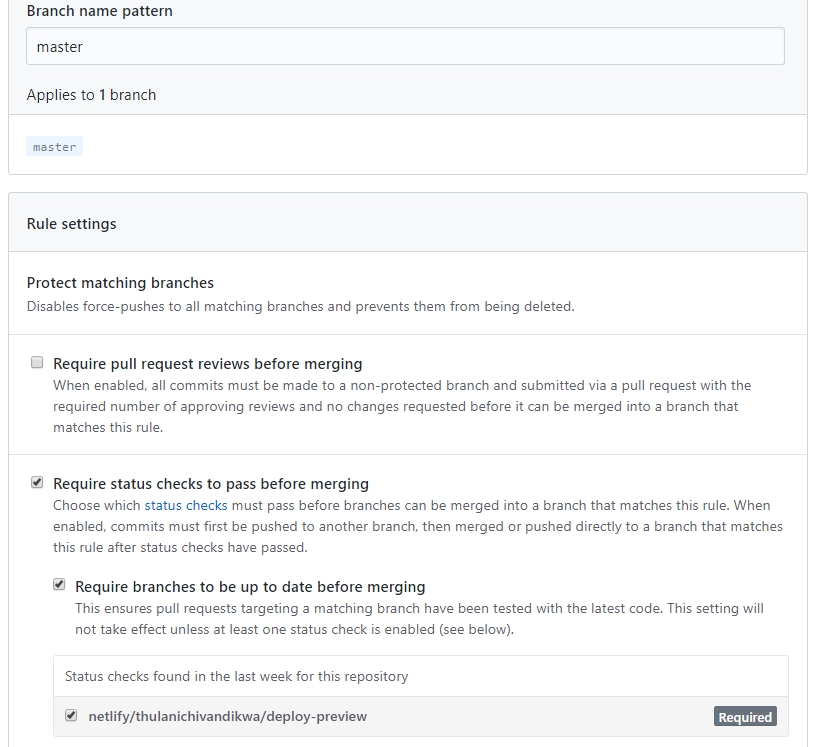 Branch name pattern
master
Applies to 1 branch
master
Rule settings
Protect matching branches
Disables force-pushes to all matching branches and prevents them from being deleted.
Require pull request reviews before merging
When enabled, all commits must be made to a non-protected branch and submitted via a pull request with the
required number of approving reviews and no changes requested before it can be merged into a branch that
matches this rule.
Require status checks to pass before merging
Choose which status checks must pass before branches can be merged into a branch that matches this rule. When
enabled, commits must first be pushed to another branch, then merged or pushed directly to a branch that matches
this rule after status checks have passed.
Require branches to be up to date before merging
This ensures pull requests targeting a matching branch have been tested with the latest code. This setting will
not take effect unless at least one status check is enabled (see below).
Status checks found in the last week for this repository
netlify/thulanichivandikwa/deploy-preview Required